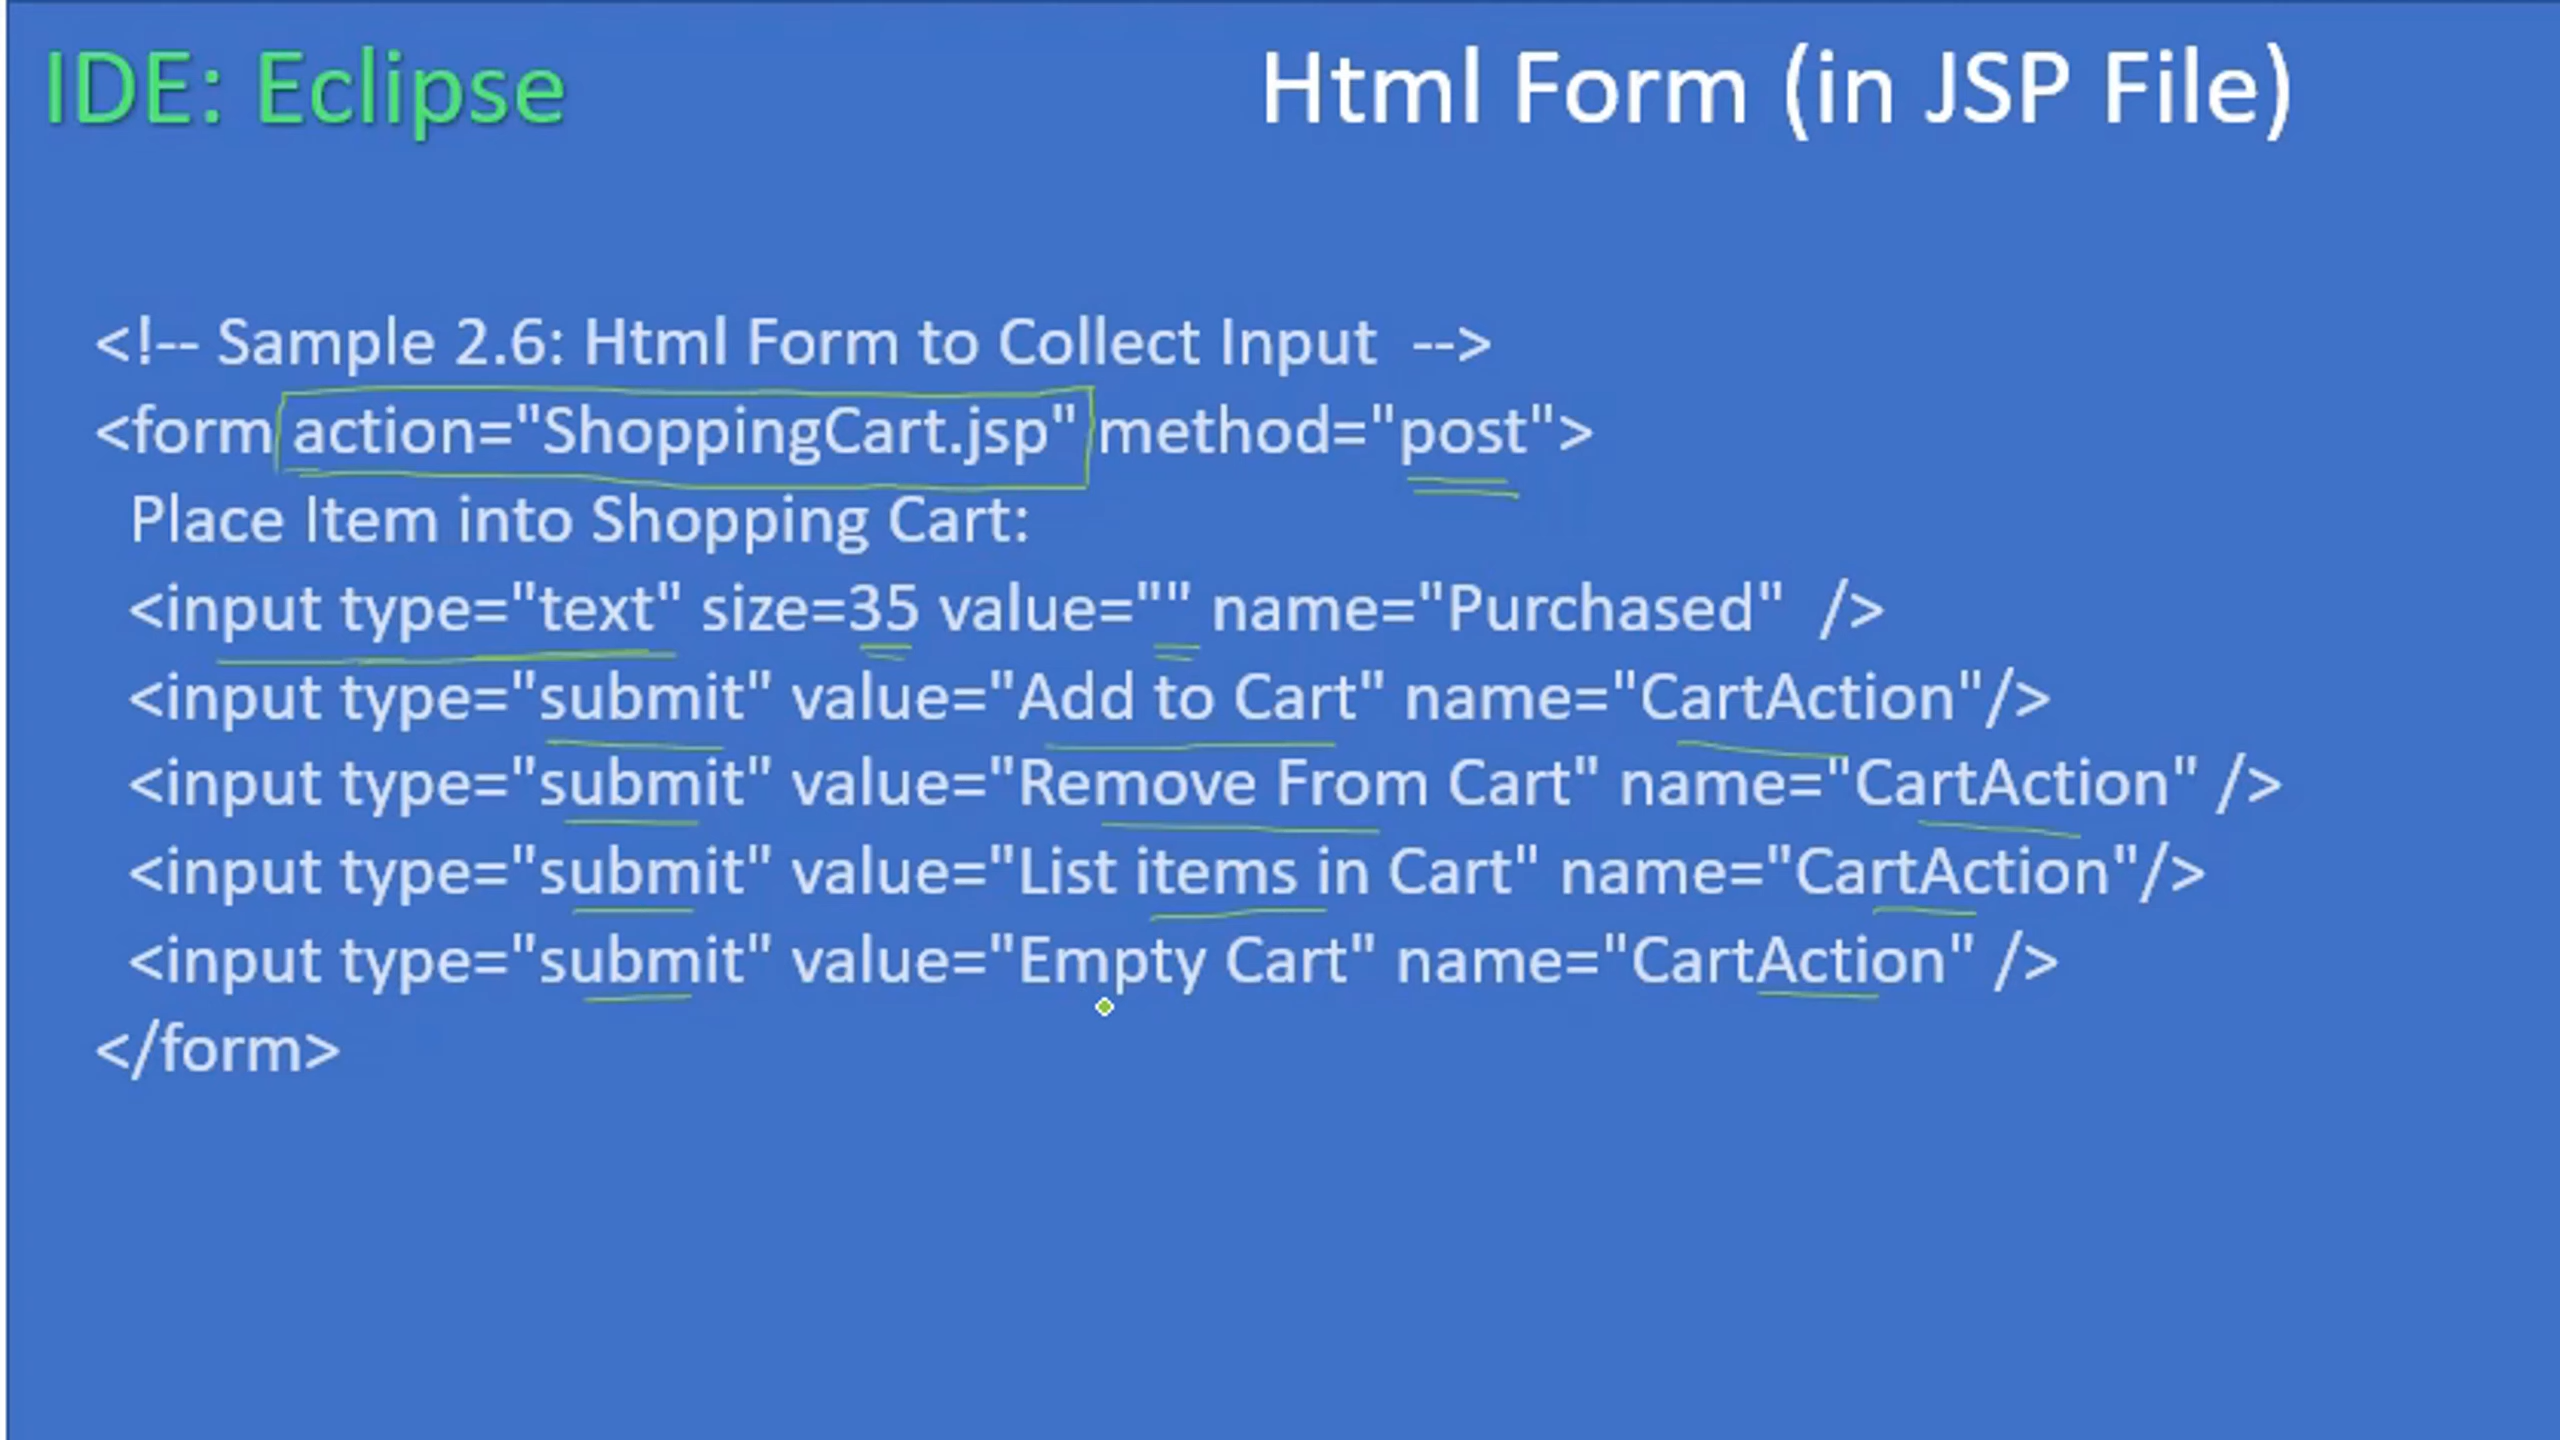 IDE: Eclipse
Html Form (in JSP File)
<!-- Sample 2.6: Html Form to Collect Input  -->
<form action="ShoppingCart.jsp" method="post">
Place Item into Shopping Cart:
<input type="text" size=35 value="" name="Purchased"  />
<input type="submit" value="Add to Cart" name="CartAction"/>
<input type="submit" value="Remove From Cart" name="CartAction" />
<input type="submit" value="List items in Cart" name="CartAction"/>
<input type="submit" value="Empty Cart" name="CartAction" />
</form>